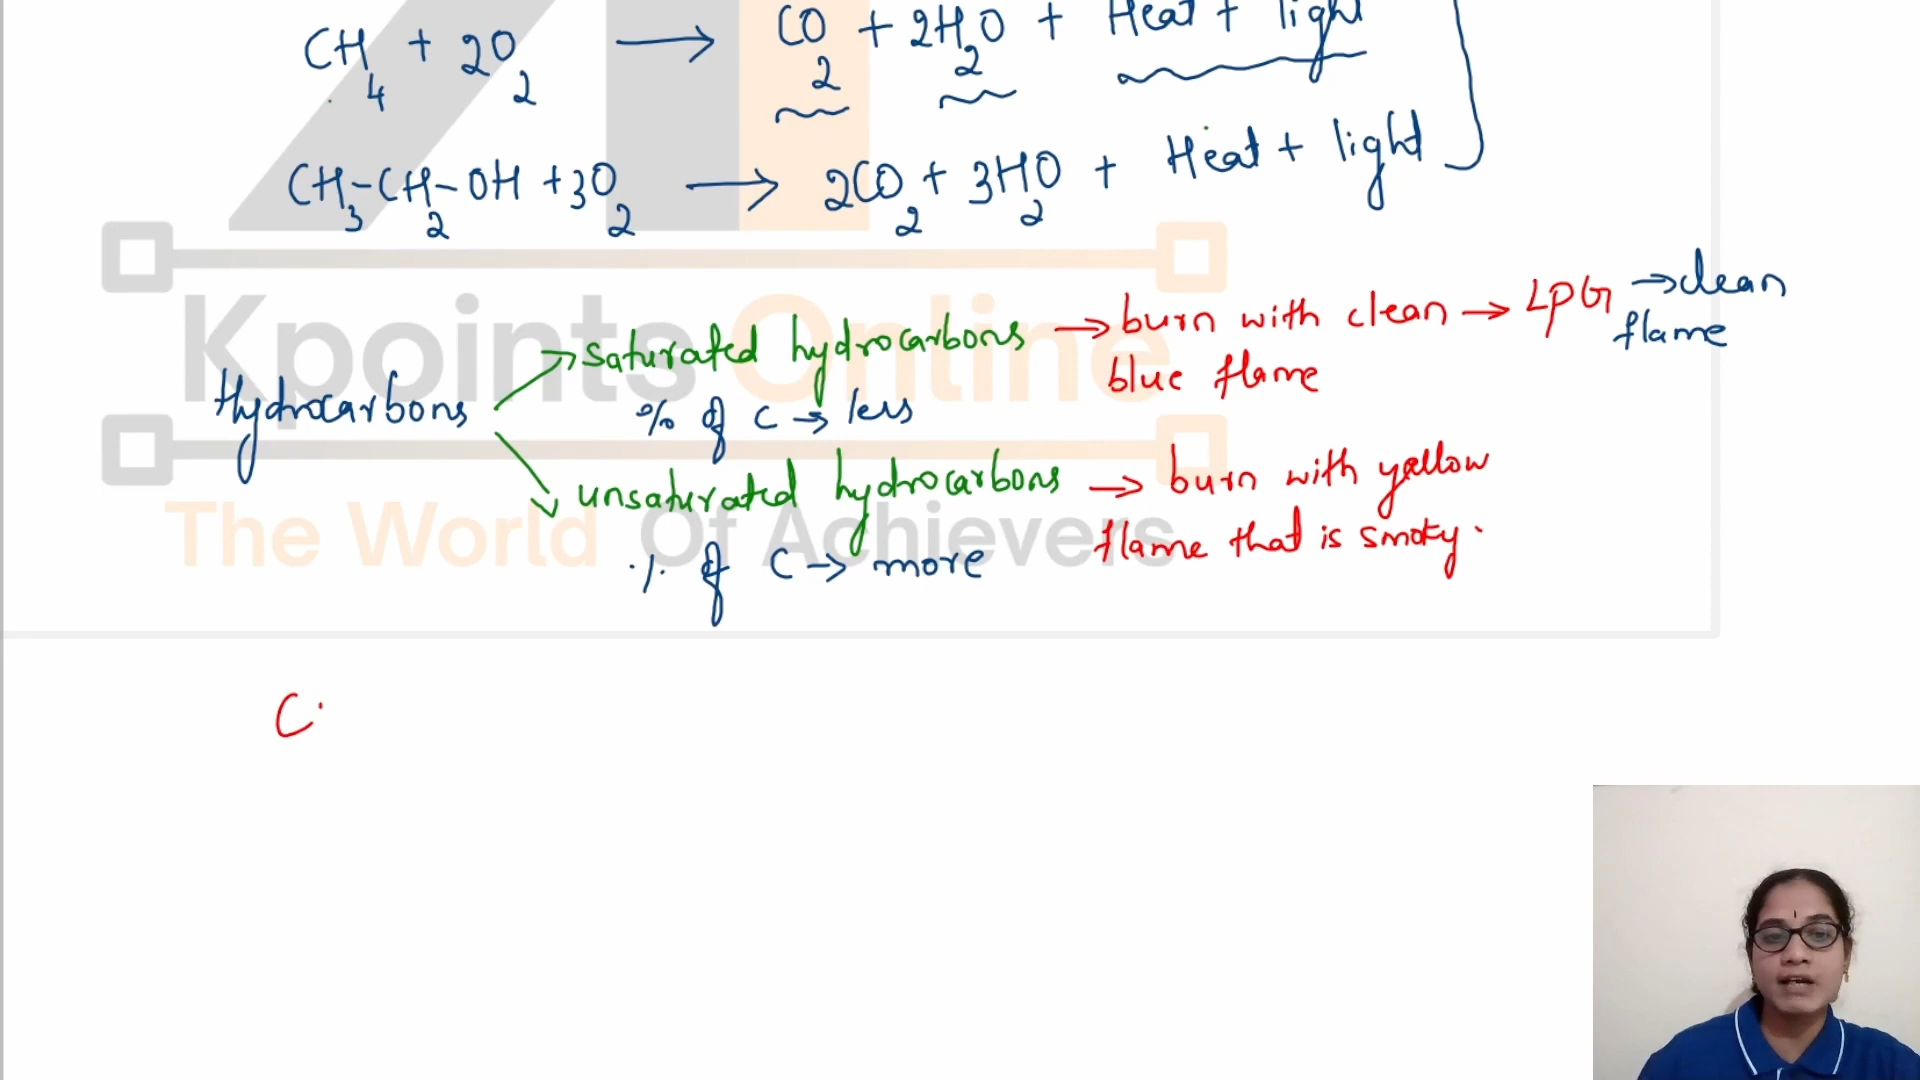 CH4 + 2O2 → CO2 + 2H2O + Heat + light
CH3-CH2-OH + 3O2 → 2CO2 + 3H2O + Heat + light
Kpoints Online
The World Of Achievers
Hydrocarbons
→ saturated hydrocarbons → burn with clean → LPG → clean
blue flame
flame
% of C → less
→ unsaturated hydrocarbons → burn with yellow
flame that is smoky.
% of C → more
C